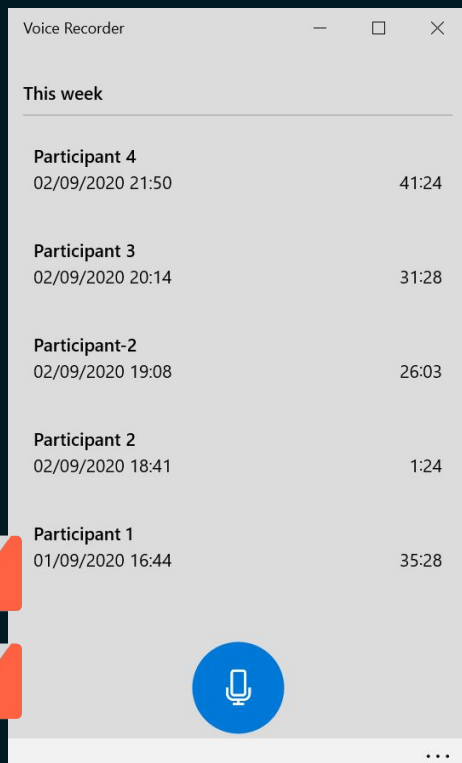 Voice Recorder
This week
Participant 4
02/09/2020 21:50 41:24
Participant 3
02/09/2020 20:14 31:28
Participant-2
02/09/2020 19:08 26:03
Participant 2
02/09/2020 18:41 1:24
Participant 1
01/09/2020 16:44 35:28